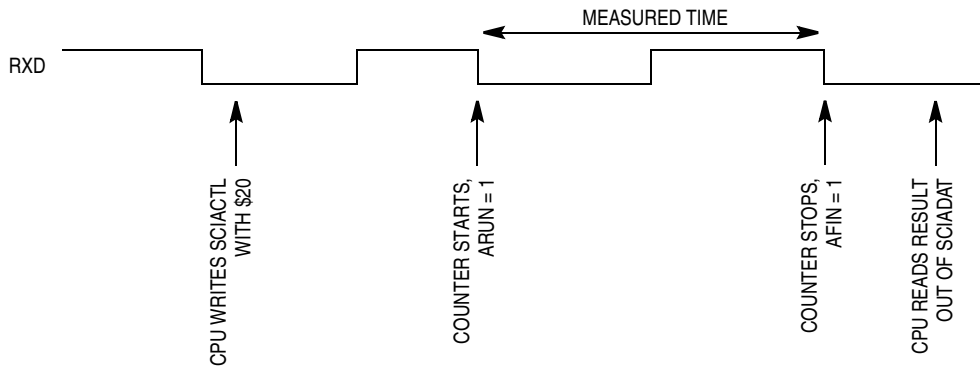 MEASURED TIME
RXD
CPU WRITES SCIACTL
WITH $20
COUNTER STARTS,
ARUN = 1
COUNTER STOPS,
AFIN = 1
CPU READS RESULT
OUT OF SCIADAT